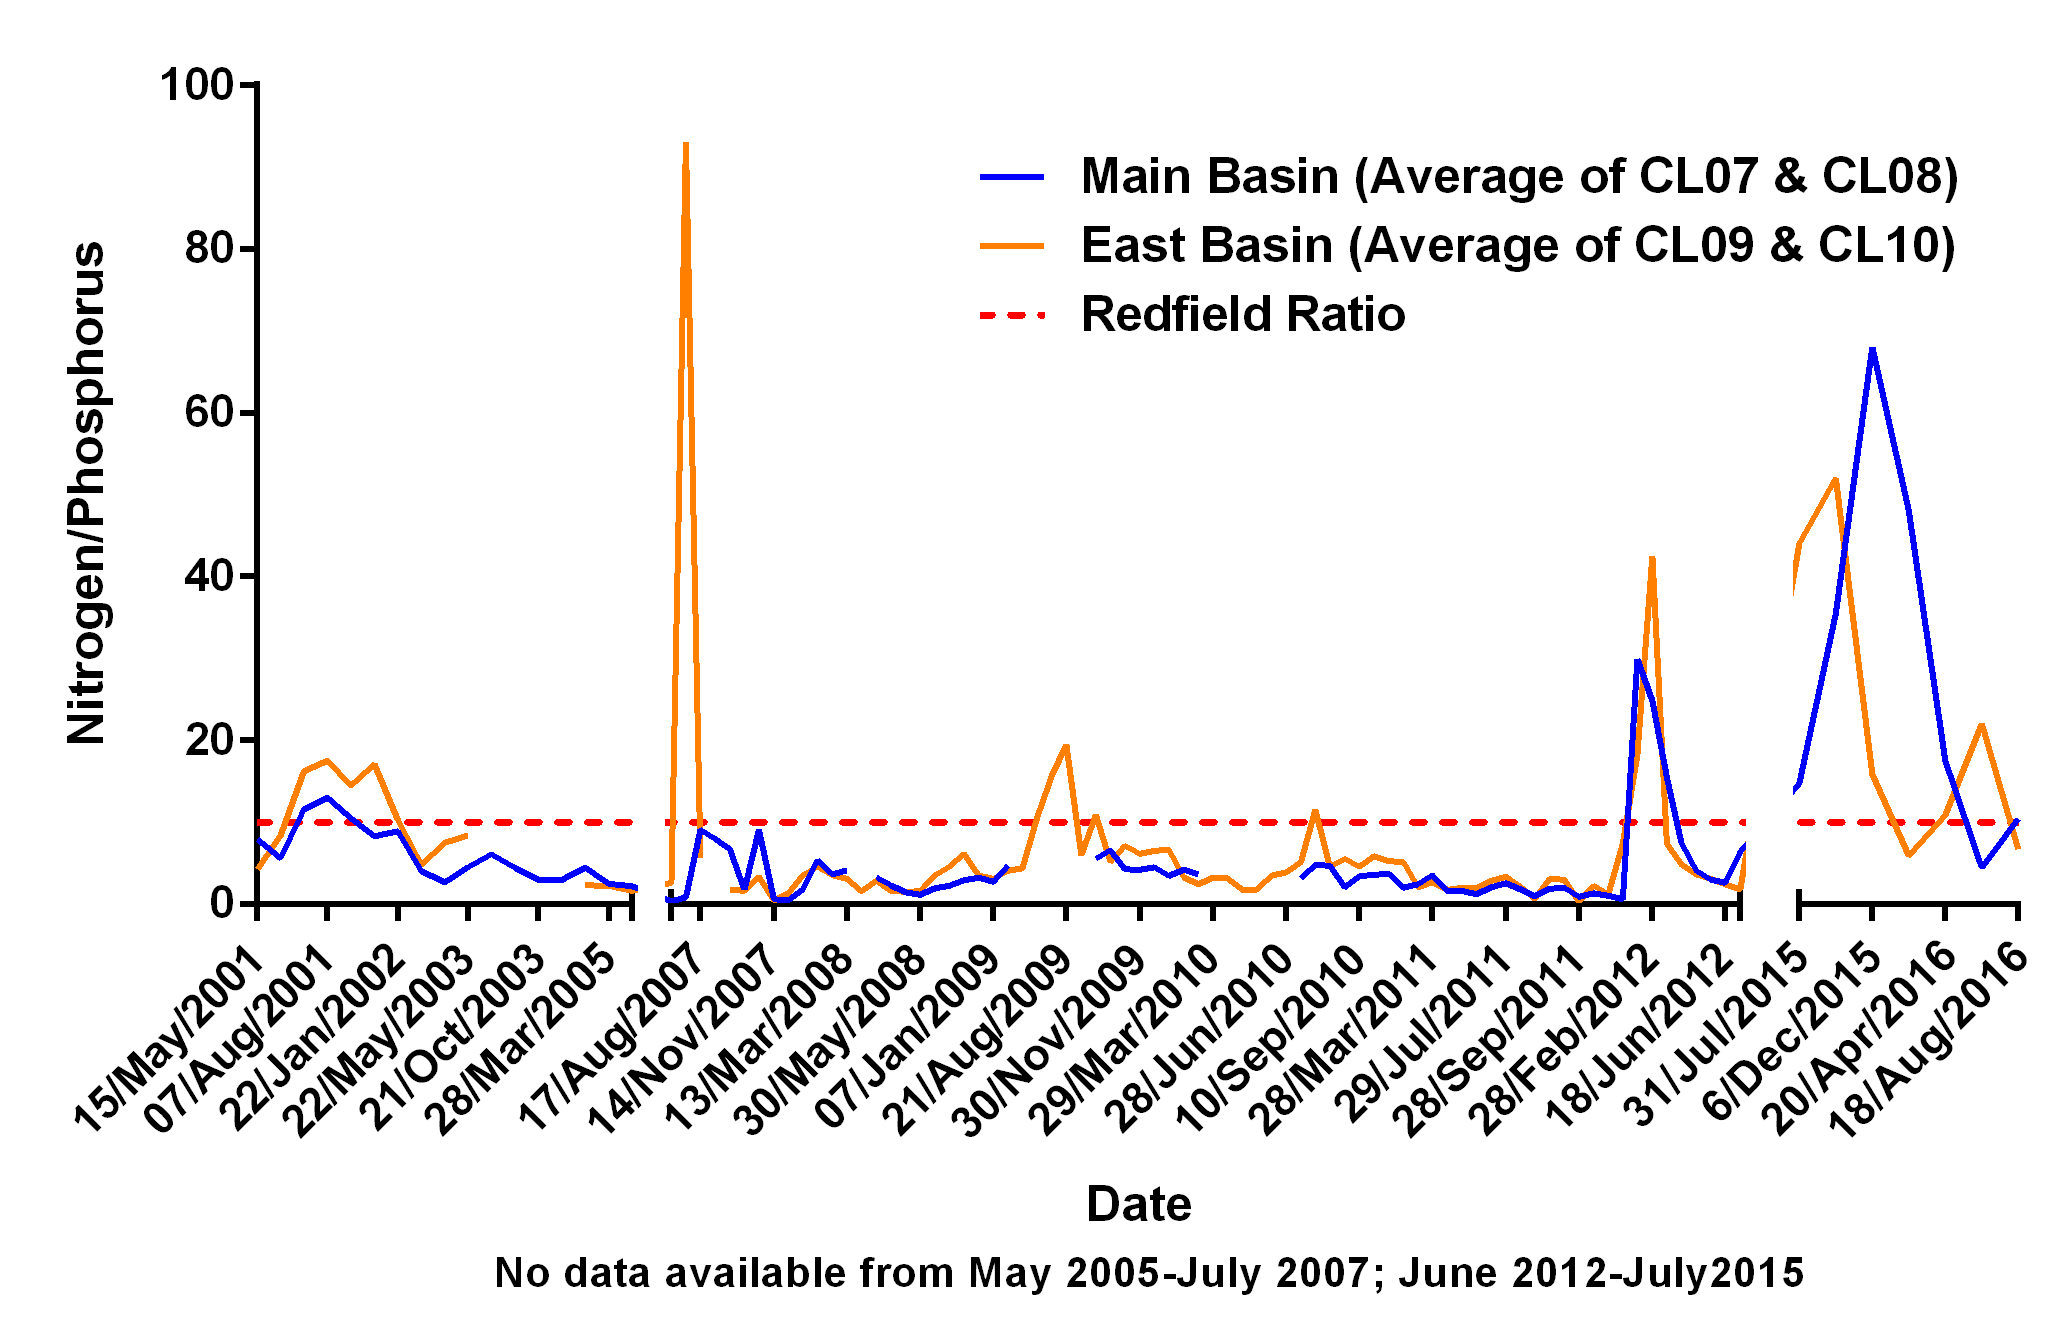 100
80
60
40
20
0
Nitrogen/Phosphorus
Main Basin (Average of CL07 & CL08)
East Basin (Average of CL09 & CL10)
Redfield Ratio
15/May/2001
07/Aug/2001
22/Jan/2002
22/May/2003
21/Oct/2003
28/Mar/2005
17/Aug/2007
14/Nov/2007
13/Mar/2008
30/May/2008
07/Jan/2009
21/Aug/2009
30/Nov/2009
29/Mar/2010
28/Jun/2010
10/Sep/2010
28/Mar/2011
29/Jul/2011
28/Sep/2011
28/Feb/2012
18/Jun/2012
31/Jul/2015
6/Dec/2015
20/Apr/2016
18/Aug/2016
Date
No data available from May 2005-July 2007; June 2012-July2015